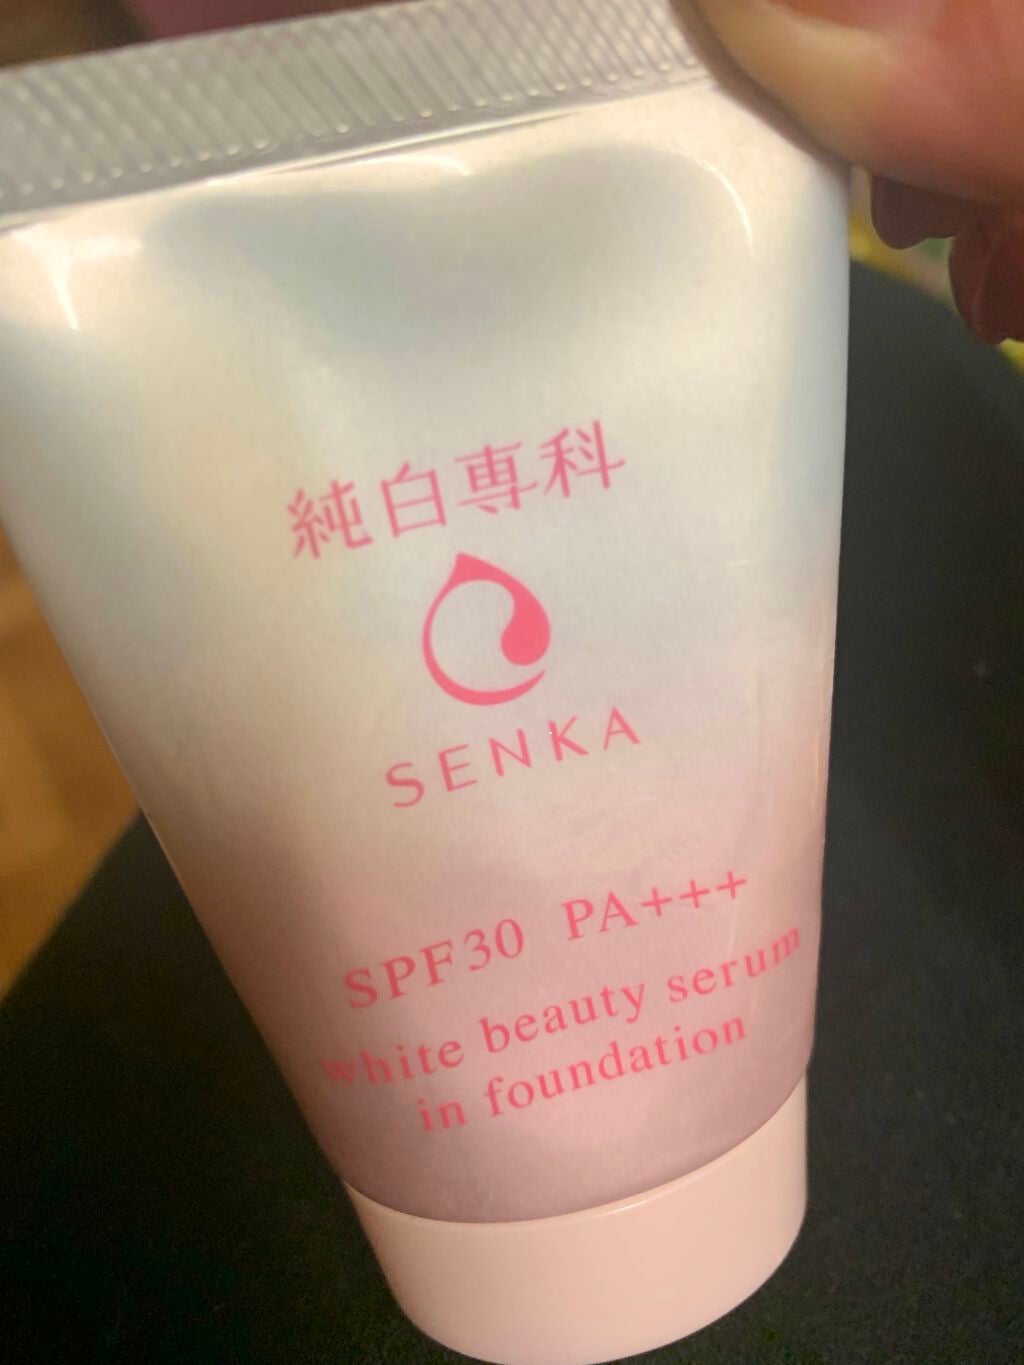 純白専科
SENKA
SPF30 PA+++
white beauty serum
in foundation